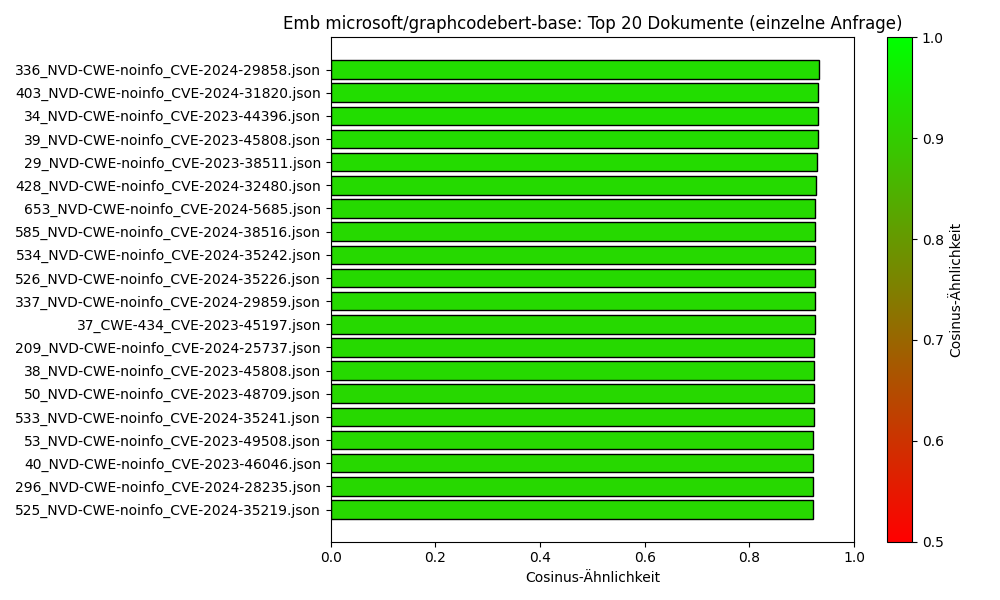 Emb microsoft/graphcodebert-base: Top 20 Dokumente (einzelne Anfrage)
336_NVD-CWE-noinfo_CVE-2024-29858.json
403_NVD-CWE-noinfo_CVE-2024-31820.json
34_NVD-CWE-noinfo_CVE-2023-44396.json
39_NVD-CWE-noinfo_CVE-2023-45808.json
29_NVD-CWE-noinfo_CVE-2023-38511.json
428_NVD-CWE-noinfo_CVE-2024-32480.json
653_NVD-CWE-noinfo_CVE-2024-5685.json
585_NVD-CWE-noinfo_CVE-2024-38516.json
534_NVD-CWE-noinfo_CVE-2024-35242.json
526_NVD-CWE-noinfo_CVE-2024-35226.json
337_NVD-CWE-noinfo_CVE-2024-29859.json
37_CWE-434_CVE-2023-45197.json
209_NVD-CWE-noinfo_CVE-2024-25737.json
38_NVD-CWE-noinfo_CVE-2023-45808.json
50_NVD-CWE-noinfo_CVE-2023-48709.json
533_NVD-CWE-noinfo_CVE-2024-35241.json
53_NVD-CWE-noinfo_CVE-2023-49508.json
40_NVD-CWE-noinfo_CVE-2023-46046.json
296_NVD-CWE-noinfo_CVE-2024-28235.json
525_NVD-CWE-noinfo_CVE-2024-35219.json
0.0 0.2 0.4 0.6 0.8 1.0
Cosinus-Ähnlichkeit
1.0
0.9
0.8
0.7
0.6
0.5
Cosinus-Ähnlichkeit